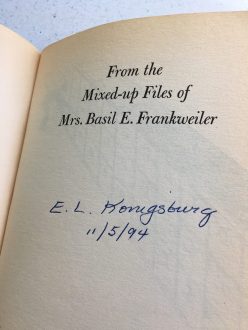 From the
Mixed-up Files of
Mrs. Basil E. Frankweiler
E. L. Konigsburg
11/5/94